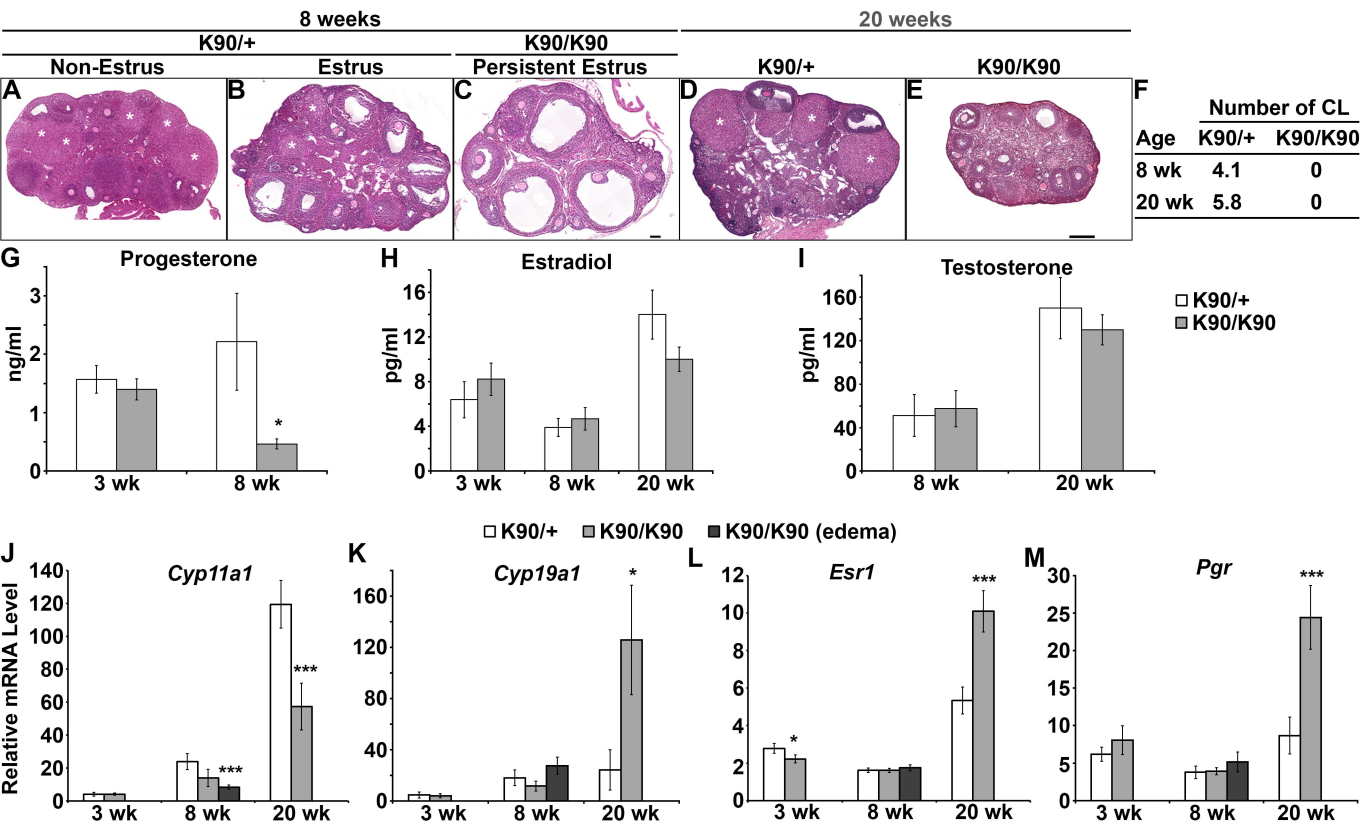 8 weeks 20 weeks
K90/+ K90/K90
Non-Estrus Estrus Persistent Estrus K90/+ K90/K90
A B C D E F
* * * * * * * * *
Number of CL
Age K90/+ K90/K90
8 wk 4.1 0
20 wk 5.8 0
G Progesterone
ng/ml
3
2
1
0
*
3 wk 8 wk
H Estradiol
pg/ml
16
12
8
4
0
3 wk 8 wk 20 wk
I Testosterone
pg/ml
160
120
80
40
0
8 wk 20 wk
K90/+
K90/K90
K90/+ K90/K90 K90/K90 (edema)
J Cyp11a1
Relative mRNA Level
140
120
100
80
60
40
20
0
*** ***
3 wk 8 wk 20 wk
K Cyp19a1
160
120
80
40
0
*
3 wk 8 wk 20 wk
L Esr1
12
10
8
6
4
2
0
* ***
3 wk 8 wk 20 wk
M Pgr
30
25
20
15
10
5
0
***
3 wk 8 wk 20 wk